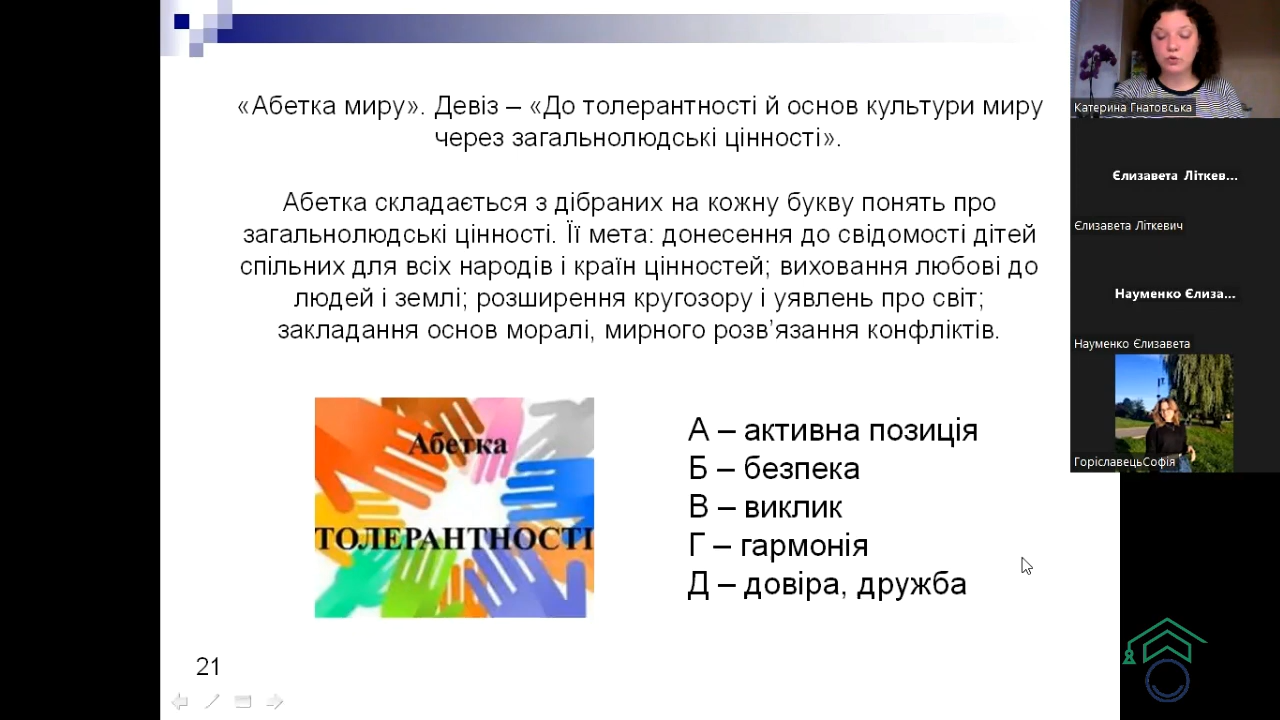 «Абетка миру». Девіз – «До толерантності й основ культури миру
через загальнолюдські цінності».
Абетка складається з дібраних на кожну букву понять про
загальнолюдські цінності. Її мета: донесення до свідомості дітей
спільних для всіх народів і країн цінностей; виховання любові до
людей і землі; розширення кругозору і уявлень про світ;
закладання основ моралі, мирного розв’язання конфліктів.
Абетка
ТОЛЕРАНТНОСТІ
А – активна позиція
Б – безпека
В – виклик
Г – гармонія
Д – довіра, дружба
21
Катерина Гнатовська
Єлизавета Літкев...
Єлизавета Літкевич
Науменко Єлиза...
Науменко Єлизавета
ГоріславецьСофія